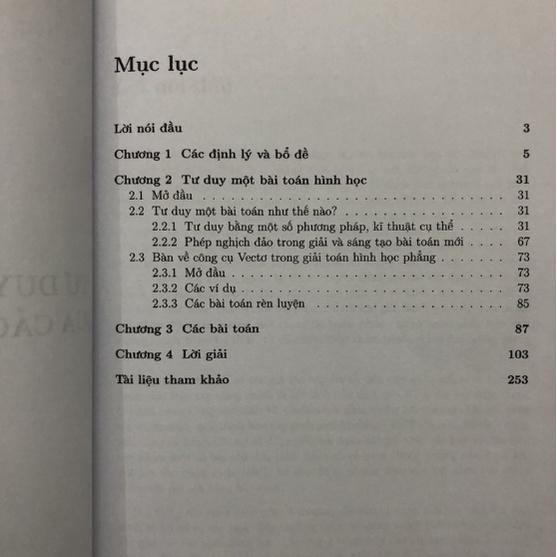 Mục lục
Lời nói đầu 3
Chương 1 Các định lý và bổ đề 5
Chương 2 Tư duy một bài toán hình học 31
2.1 Mở đầu . . . . . . . . . . . . . . . . . . . . 31
2.2 Tư duy một bài toán như thế nào? . . . . . . . . . . 31
2.2.1 Tư duy bằng một số phương pháp, kĩ thuật cụ thể . . . . 31
2.2.2 Phép nghịch đảo trong giải và sáng tạo bài toán mới . . . 67
2.3 Bàn về công cụ Vectơ trong giải toán hình học phẳng . . . . . . 73
2.3.1 Mở đầu . . . . . . . . . . . . . . . . . . 73
2.3.2 Các ví dụ . . . . . . . . . . . . . . . . . 73
2.3.3 Các bài toán rèn luyện . . . . . . . . . . . . . 85
Chương 3 Các bài toán 87
Chương 4 Lời giải 103
Tài liệu tham khảo 253